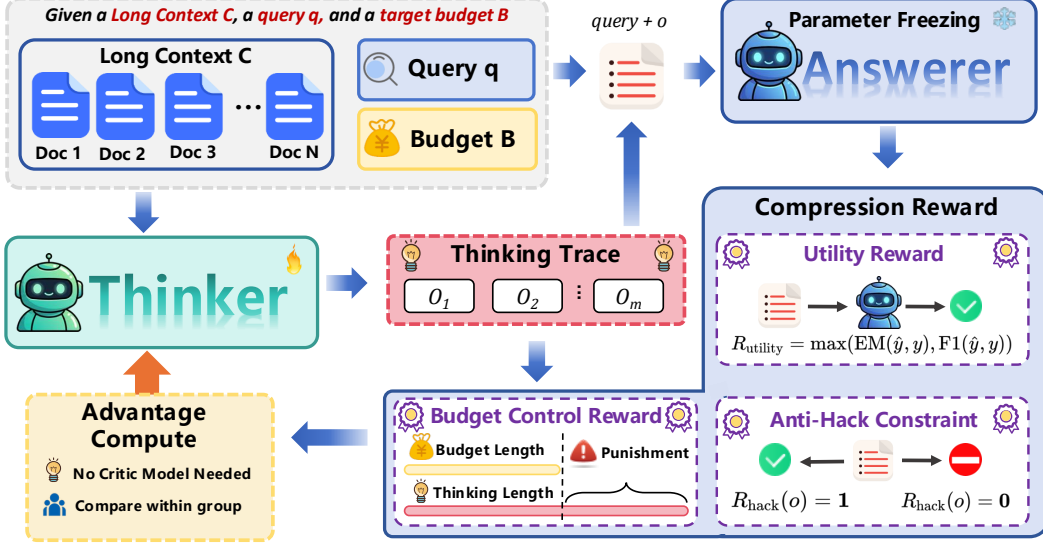 Given a Long Context C, a query q, and a target budget B
Long Context C
Doc 1
Doc 2
Doc 3
...
Doc N
Query q
¥
Budget B
query + o
Parameter Freezing
Answerer
Thinker
Thinking Trace
O1
O2
⋮
Om
Compression Reward
Utility Reward
R_utility = max(EM(ŷ, y), F1(ŷ, y))
Advantage
Compute
No Critic Model Needed
Compare within group
Budget Control Reward
¥ Budget Length
Punishment
Thinking Length
Anti-Hack Constraint
R_hack(o) = 1
R_hack(o) = 0